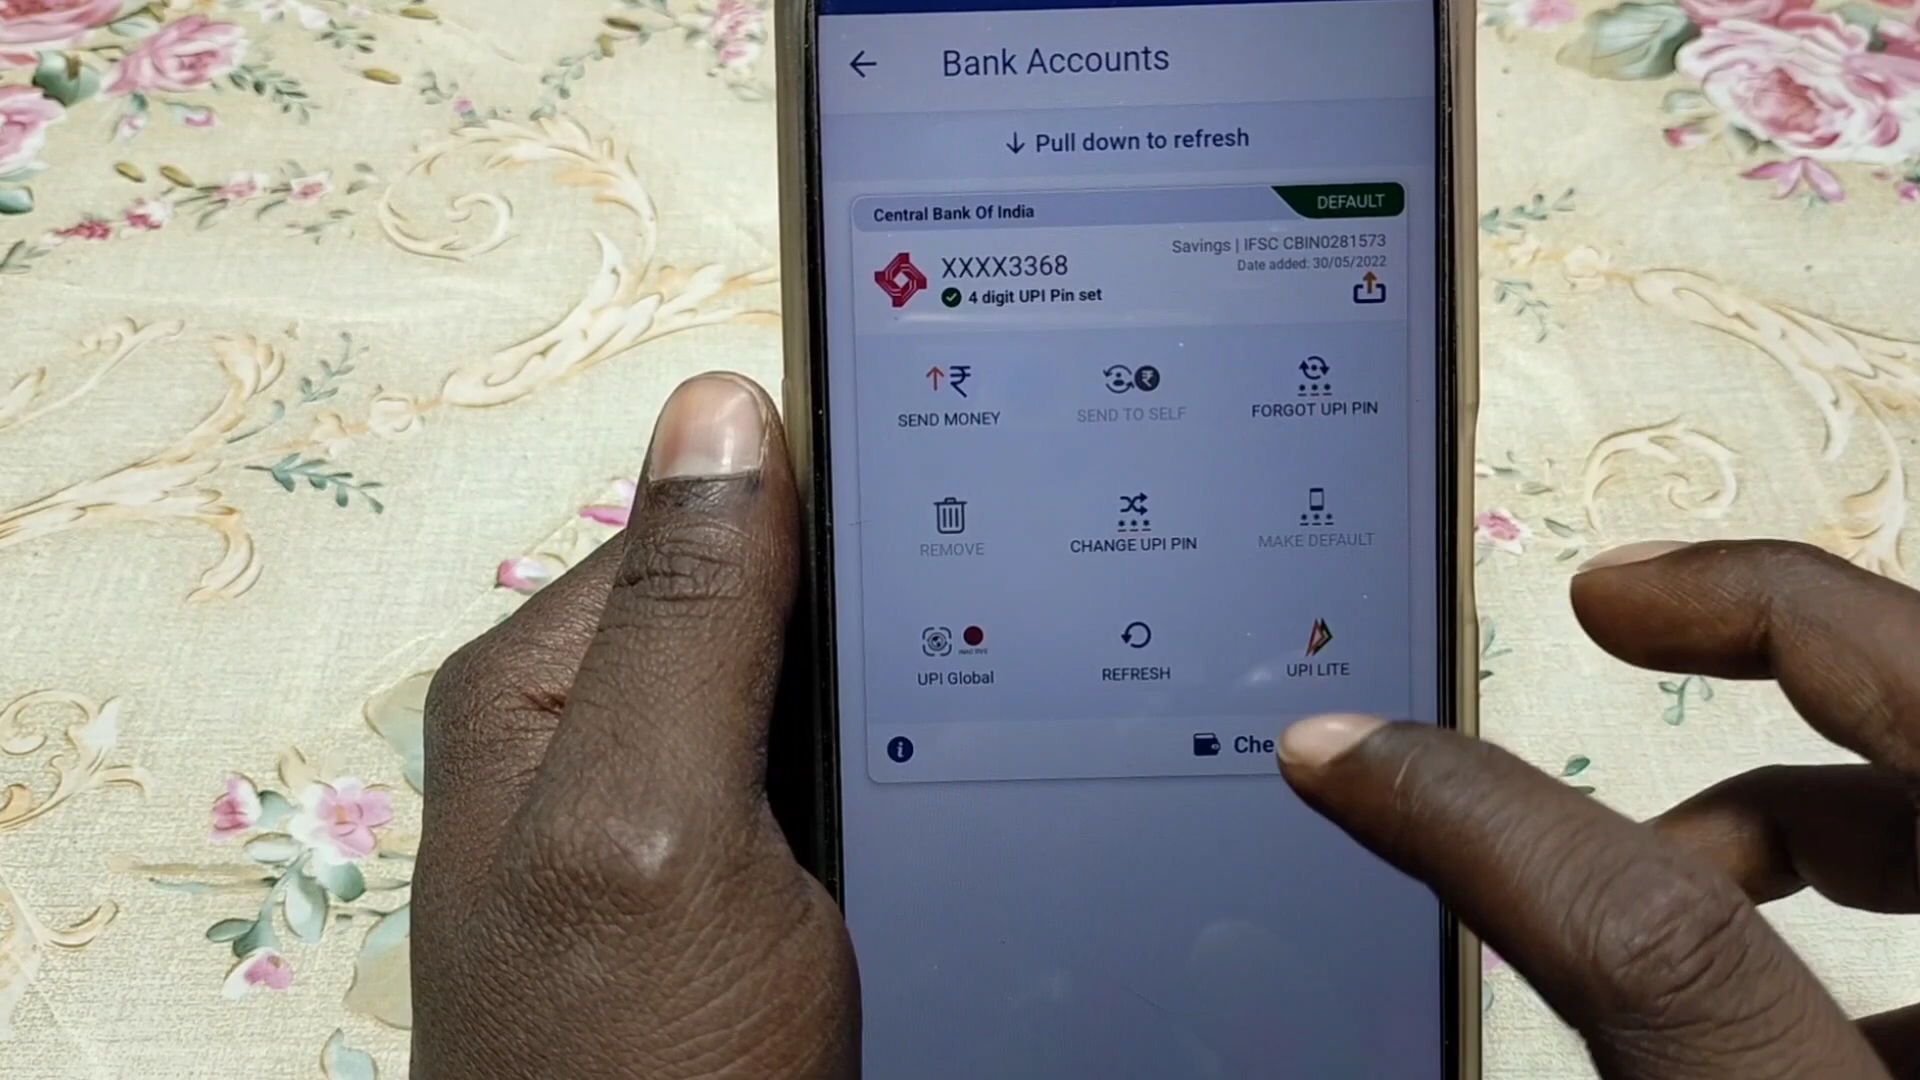 Bank Accounts
↓ Pull down to refresh
Central Bank Of India
DEFAULT
XXXX3368
Savings | IFSC CBIN0281573
Date added: 30/05/2022
4 digit UPI Pin set
SEND MONEY
SEND TO SELF
FORGOT UPI PIN
REMOVE
CHANGE UPI PIN
MAKE DEFAULT
INACTIVE
UPI Global
REFRESH
UPI LITE
Che